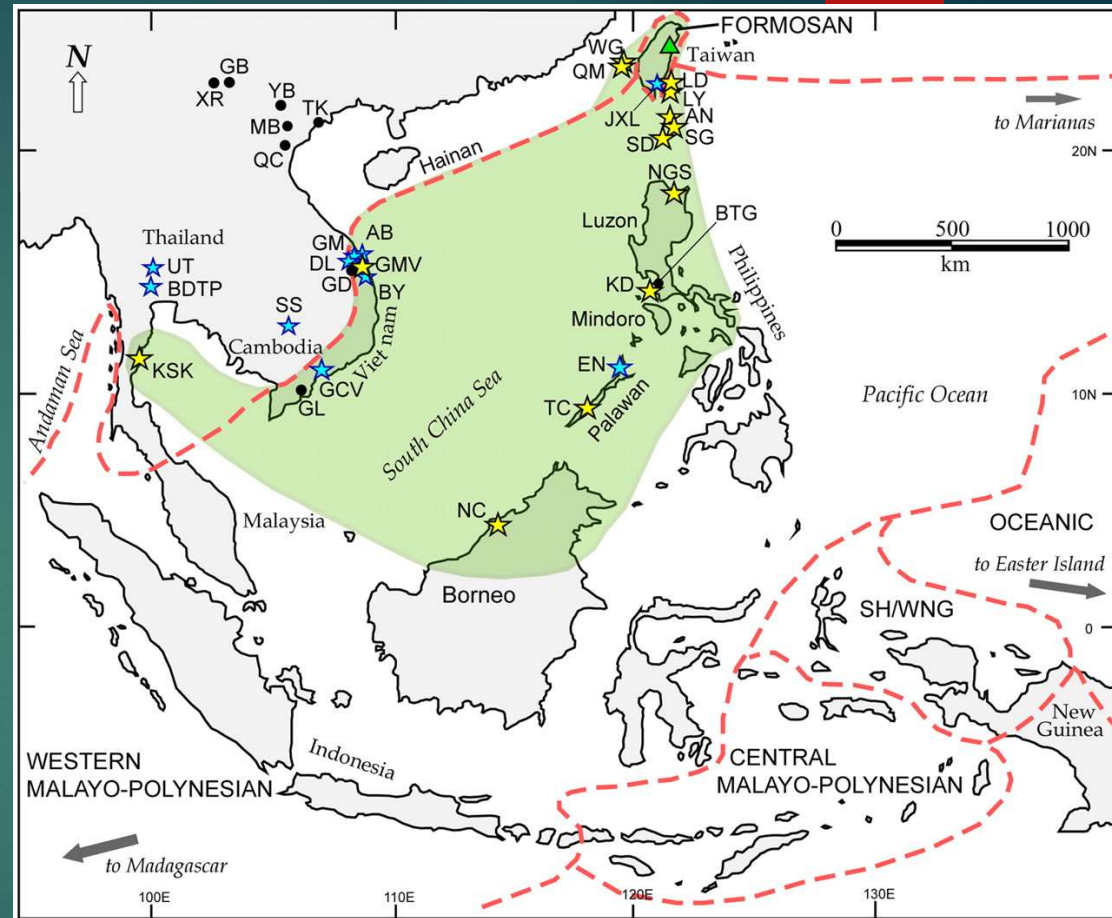 FORMOSAN
N
WG
Taiwan
QM
GB
LD
XR
YB
LY
JXL
TK
AN
to Marianas
MB
SG
SD
Hainan
20N
QC
NGS
BTG
Luzon
0 500 1000
km
AB
Thailand
GM
UT
DL
GMV
Philippines
GD
KD
BDTP
BY
SS
Mindoro
Cambodia
Viet nam
KSK
EN
Andaman Sea
GCV
South China Sea
Pacific Ocean
10N
GL
TC
Palawan
NC
Malaysia
OCEANIC
to Easter Island
Borneo
SH/WNG
0
New
Guinea
Indonesia
WESTERN
MALAYO-POLYNESIAN
CENTRAL
MALAYO-POLYNESIAN
to Madagascar
100E
110E
120E
130E